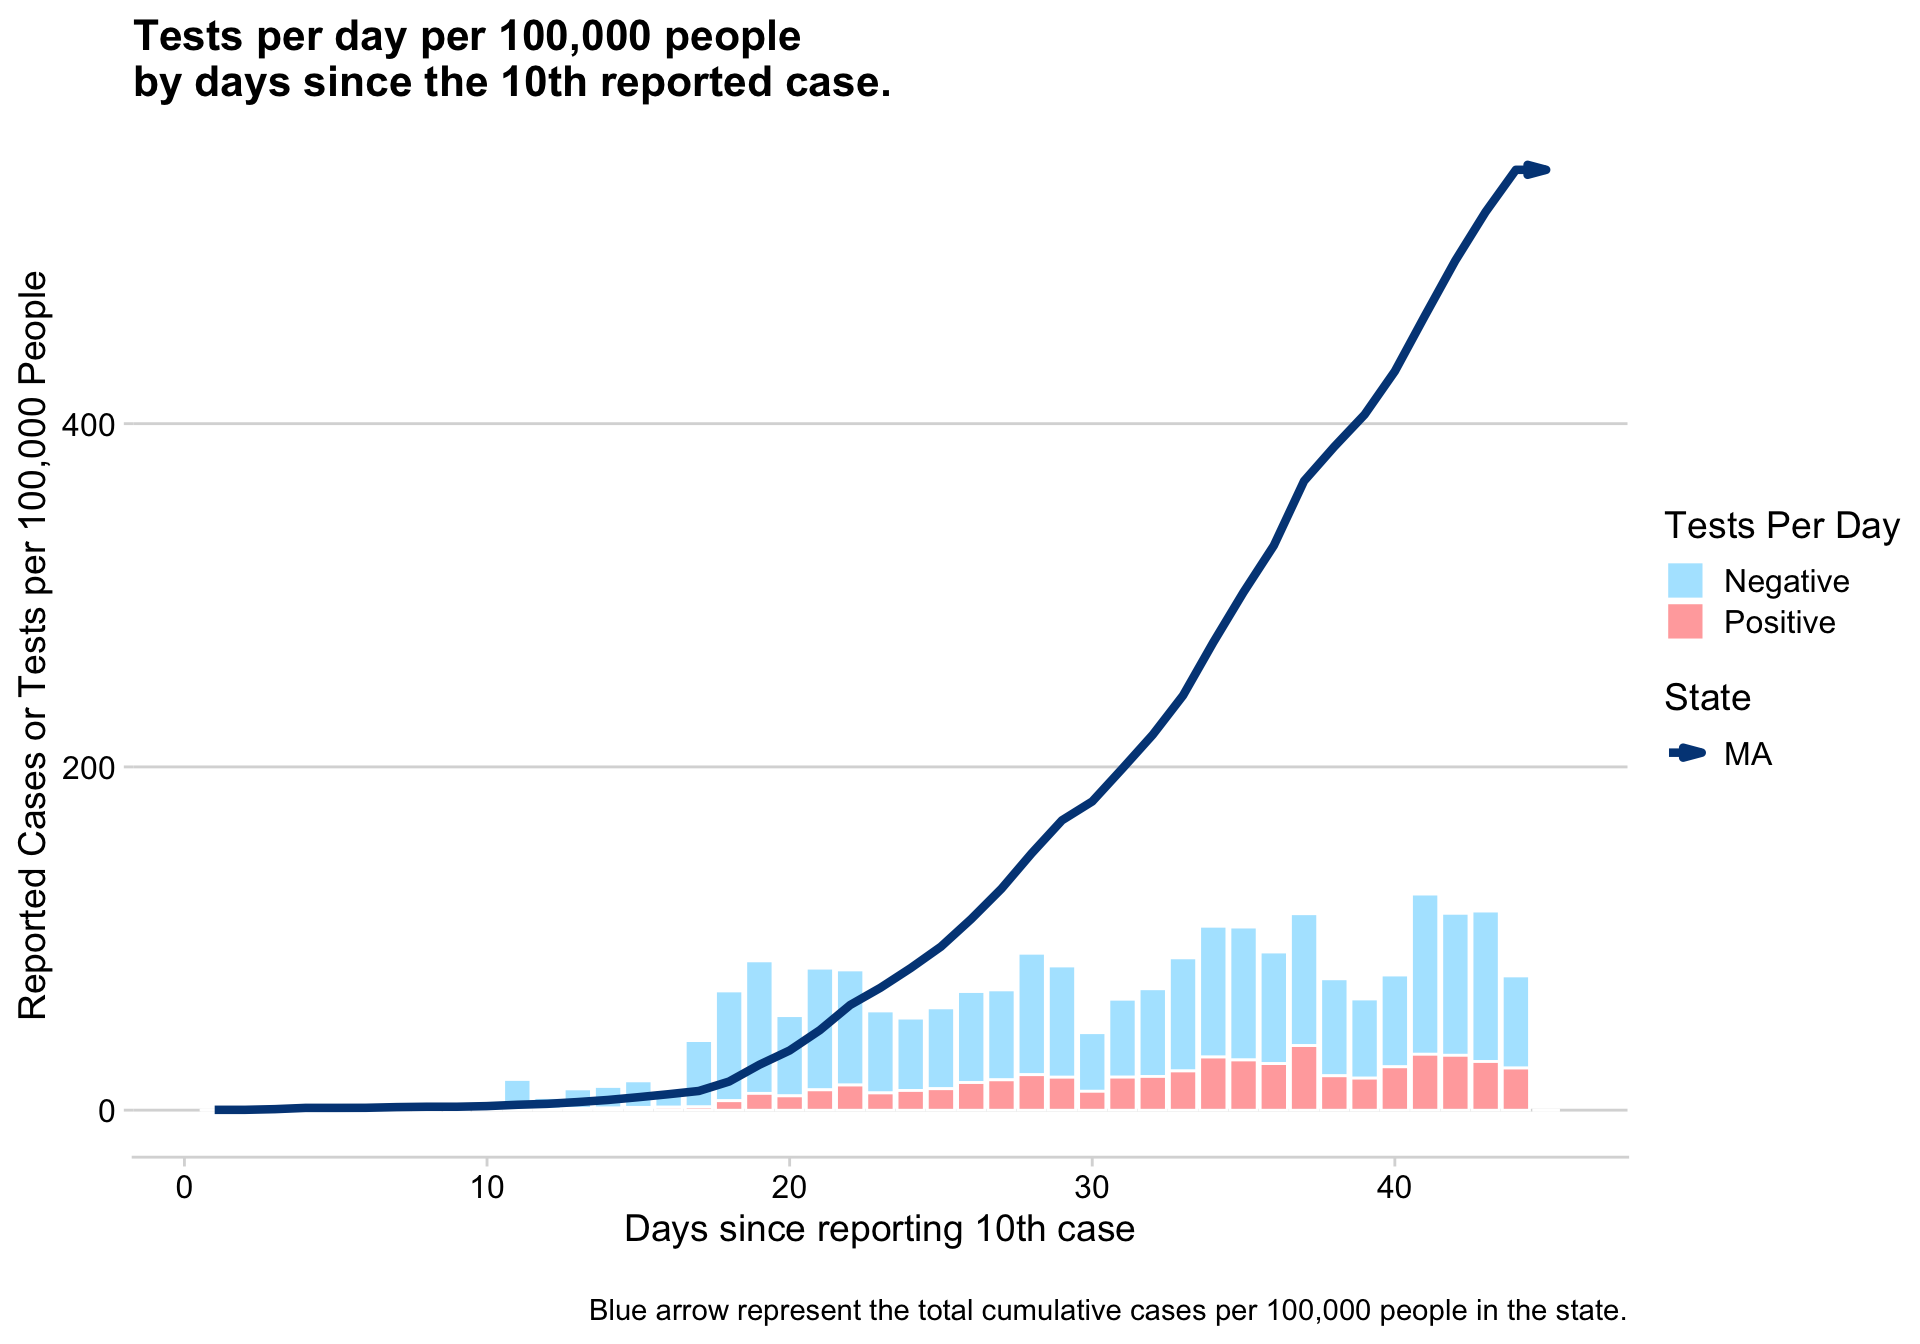 Tests per day per 100,000 people
by days since the 10th reported case.
Reported Cases or Tests per 100,000 People
400
200
0
0
10
20
30
40
Days since reporting 10th case
Tests Per Day
Negative
Positive
State
MA
Blue arrow represent the total cumulative cases per 100,000 people in the state.